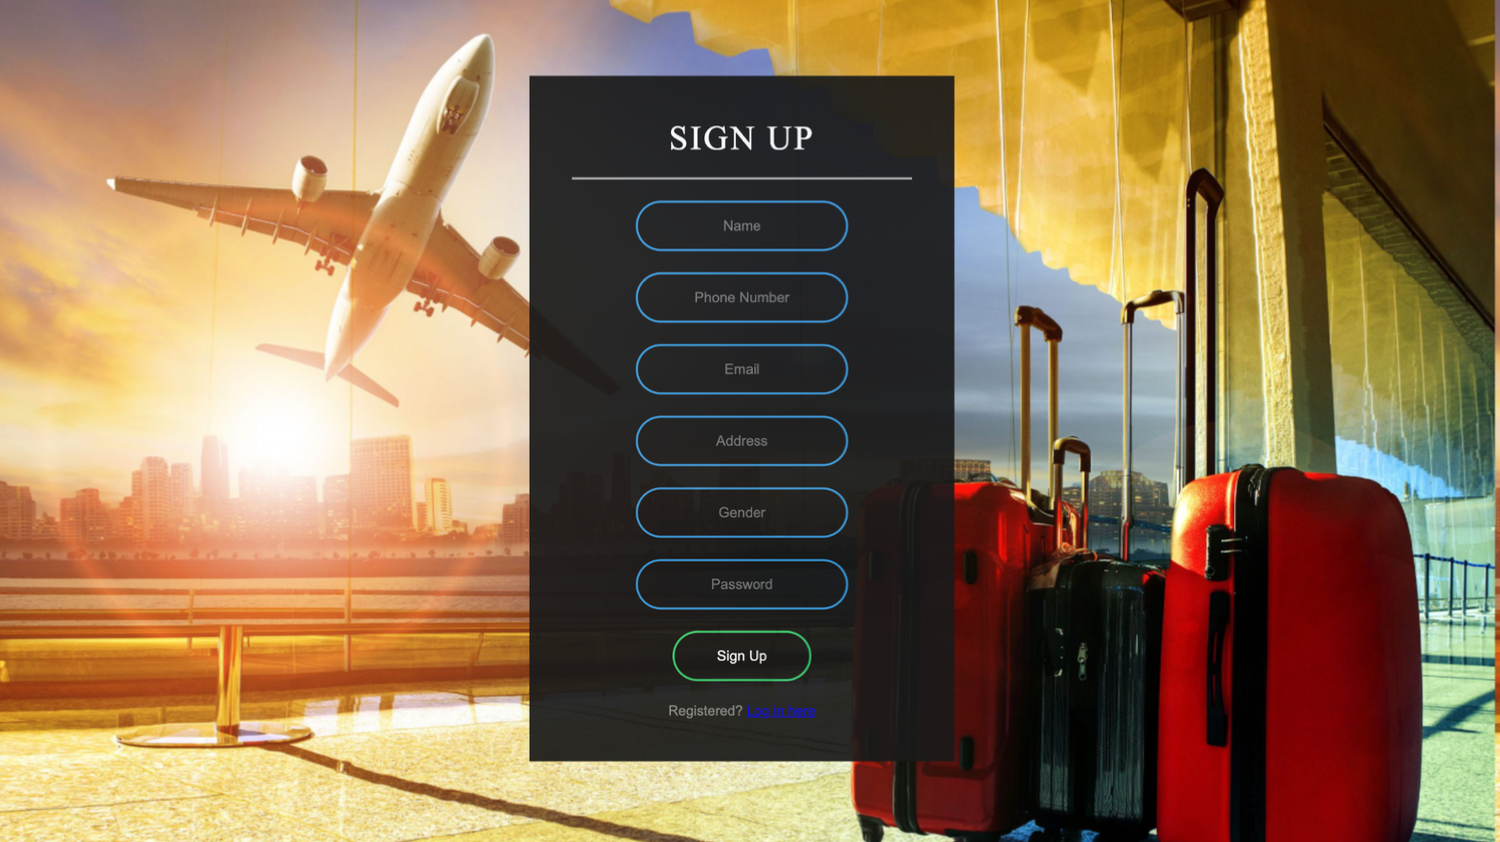 SIGN UP
Name
Phone Number
Email
Address
Gender
Password
Sign Up
Registered? Log in here